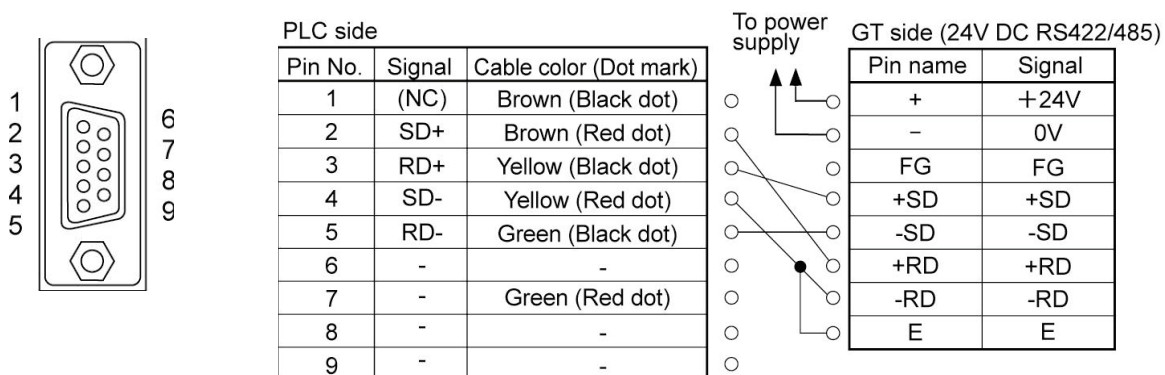 1
2
3
4
5
6
7
8
9
PLC side
Pin No. Signal Cable color (Dot mark)
1 (NC) Brown (Black dot)
2 SD+ Brown (Red dot)
3 RD+ Yellow (Black dot)
4 SD- Yellow (Red dot)
5 RD- Green (Black dot)
6 - -
7 - Green (Red dot)
8 - -
9 - -
To power
supply
GT side (24V DC RS422/485)
Pin name Signal
+ +24V
− 0V
FG FG
+SD +SD
-SD -SD
+RD +RD
-RD -RD
E E